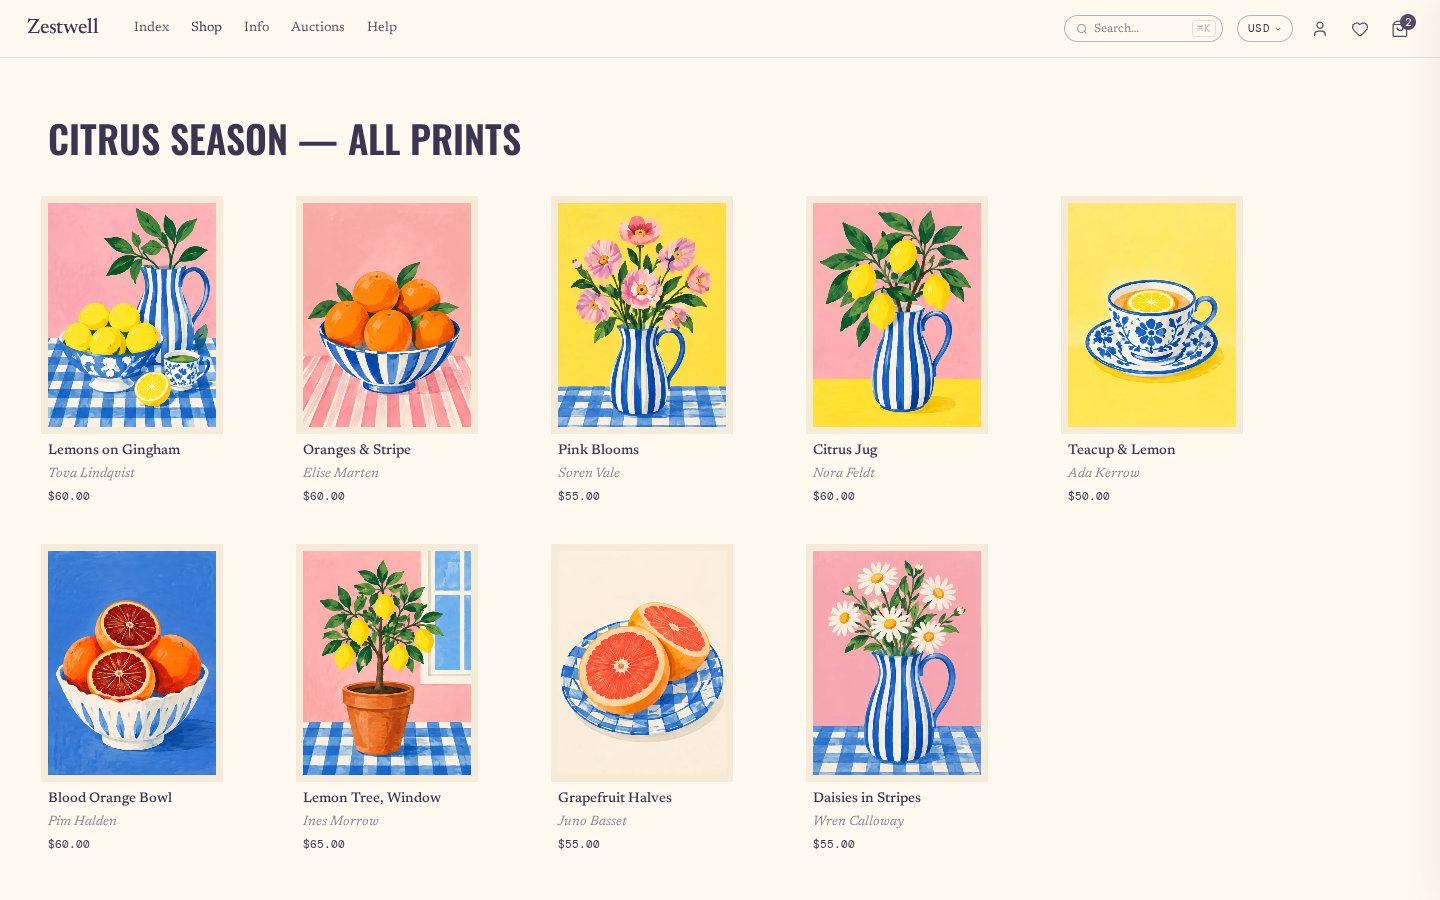 Zestwell Index Shop Info Auctions Help Search... ⌘K USD 2
CITRUS SEASON — ALL PRINTS
Lemons on Gingham
Tova Lindqvist
$60.00
Oranges & Stripe
Elise Marten
$60.00
Pink Blooms
Soren Vale
$55.00
Citrus Jug
Nora Feldt
$60.00
Teacup & Lemon
Ada Kerrow
$50.00
Blood Orange Bowl
Pim Halden
$60.00
Lemon Tree, Window
Ines Morrow
$65.00
Grapefruit Halves
Juno Basset
$55.00
Daisies in Stripes
Wren Calloway
$55.00